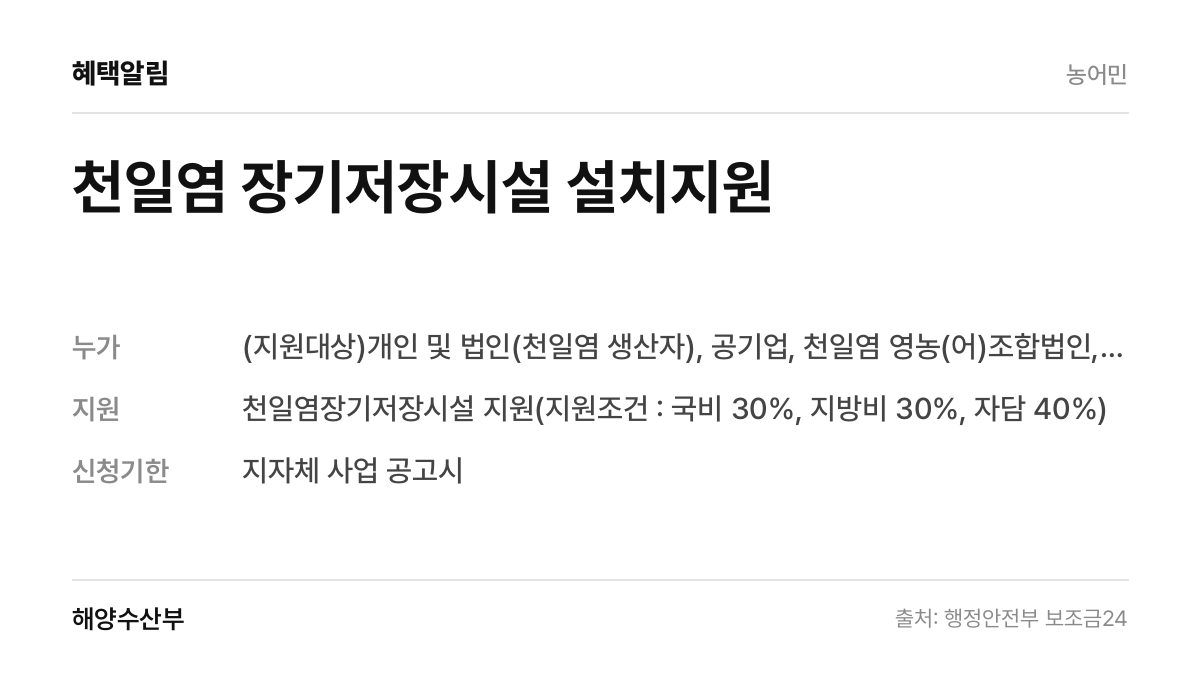 혜택알림
농어민
천일염 장기저장시설 설치지원
누가 (지원대상)개인 및 법인(천일염 생산자), 공기업, 천일염 영농(어)조합법인,...
지원 천일염장기저장시설 지원(지원조건 : 국비 30%, 지방비 30%, 자담 40%)
신청기한 지자체 사업 공고시
해양수산부
출처: 행정안전부 보조금24